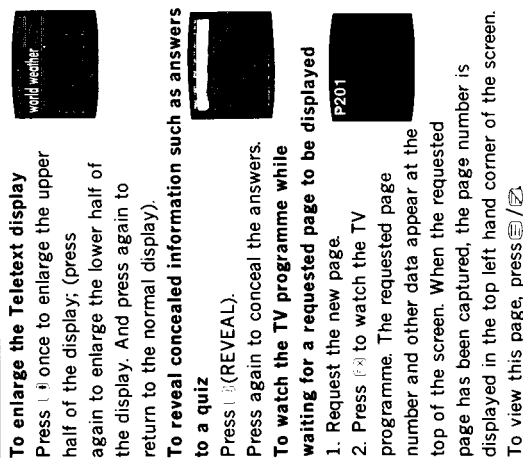 To enlarge the Teletext display
Press once to enlarge the upper
half of the display; (press
again to enlarge the lower half of
the display. And press again to
return to the normal display).
world weather
To reveal concealed information such as answers
to a quiz
Press (REVEAL).
Press again to conceal the answers.
To watch the TV programme while
waiting for a requested page to be displayed
1. Request the new page.
2. Press to watch the TV
programme. The requested page
number and other data appear at the
top of the screen. When the requested
page has been captured, the page number is
displayed in the top left hand corner of the screen.
To view this page, press /
P201